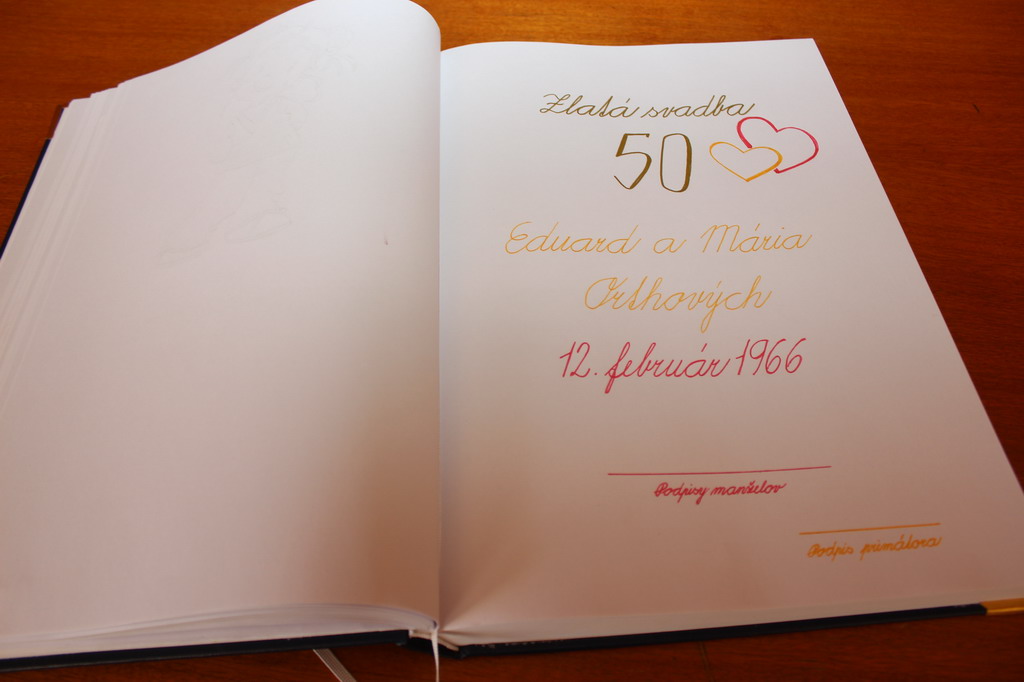 Zlatá svadba
50
Eduard a Mária
Orthových
12. február 1966
Podpisy manželov
Podpis primátora